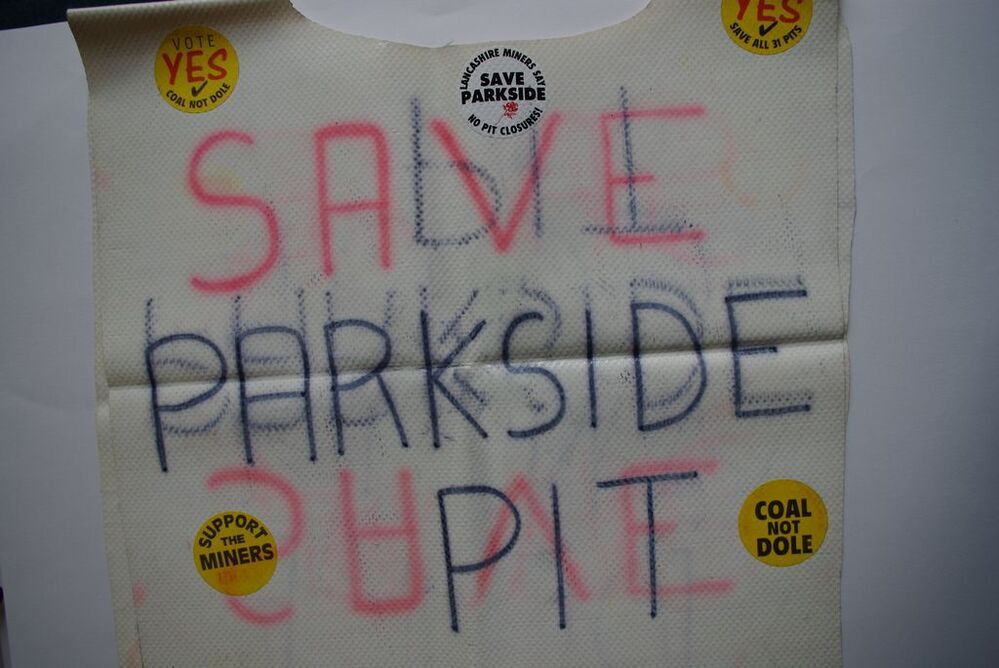 VOTE
YES
COAL NOT DOLE
LANCASHIRE MINERS SAY
SAVE
PARKSIDE
NO PIT CLOSURES!
YES
SAVE ALL 31 PITS
SAVE
PARKSIDE
PIT
SUPPORT
THE
MINERS
COAL
NOT
DOLE